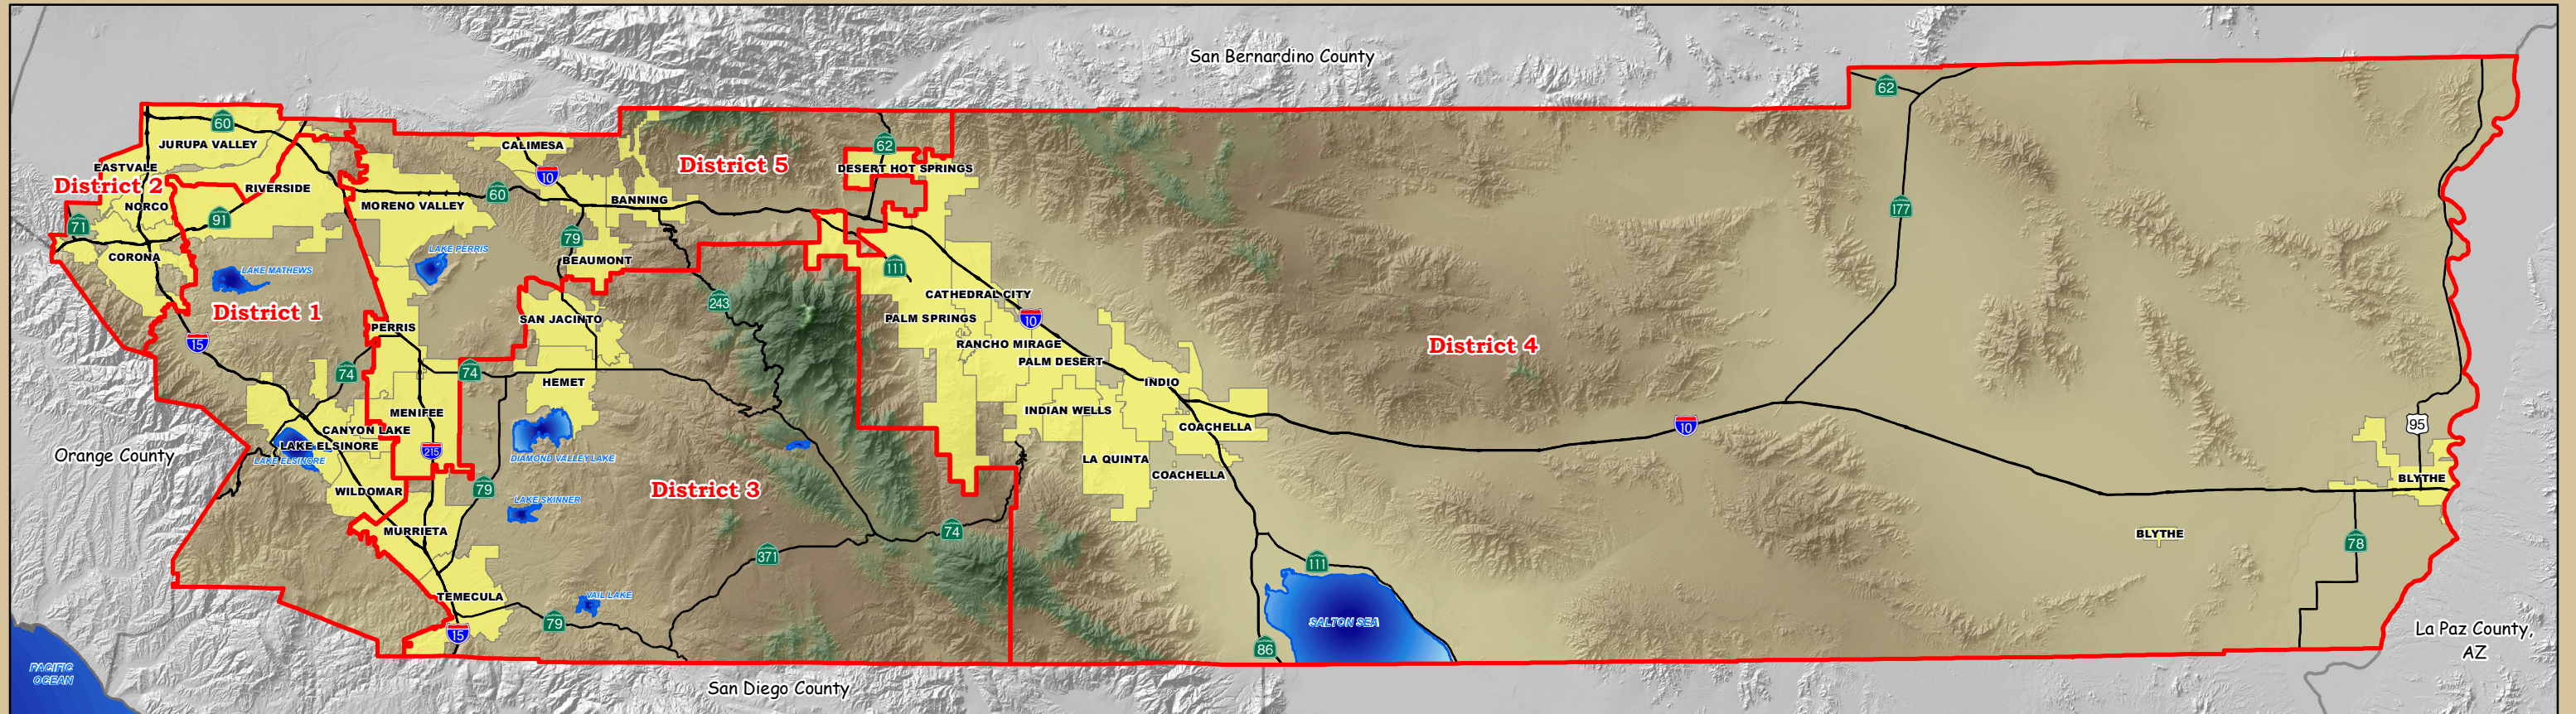 San Bernardino County
62
60
JURUPA VALLEY
CALIMESA
62
EASTVALE
District 5
DESERT HOT SPRINGS
10
District 2
RIVERSIDE
60
NORCO
MORENO VALLEY
BANNING
177
71
91
79
LAKE PERRIS
CORONA
BEAUMONT
111
LAKE MATHEWS
CATHEDRAL CITY
243
District 1
SAN JACINTO
PALM SPRINGS
10
PERRIS
15
RANCHO MIRAGE
District 4
PALM DESERT
74
74
HEMET
INDIO
MENIFEE
INDIAN WELLS
CANYON LAKE
COACHELLA
10
95
LAKE ELSINORE
215
Orange County
LAKE ELSINORE
DIAMOND VALLEY LAKE
LA QUINTA
COACHELLA
BLYTHE
WILDOMAR
79
District 3
LAKE SKINNER
MURRIETA
74
BLYTHE
78
371
111
TEMECULA
VAIL LAKE
79
SALTON SEA
15
86
La Paz County,
AZ
PACIFIC
OCEAN
San Diego County